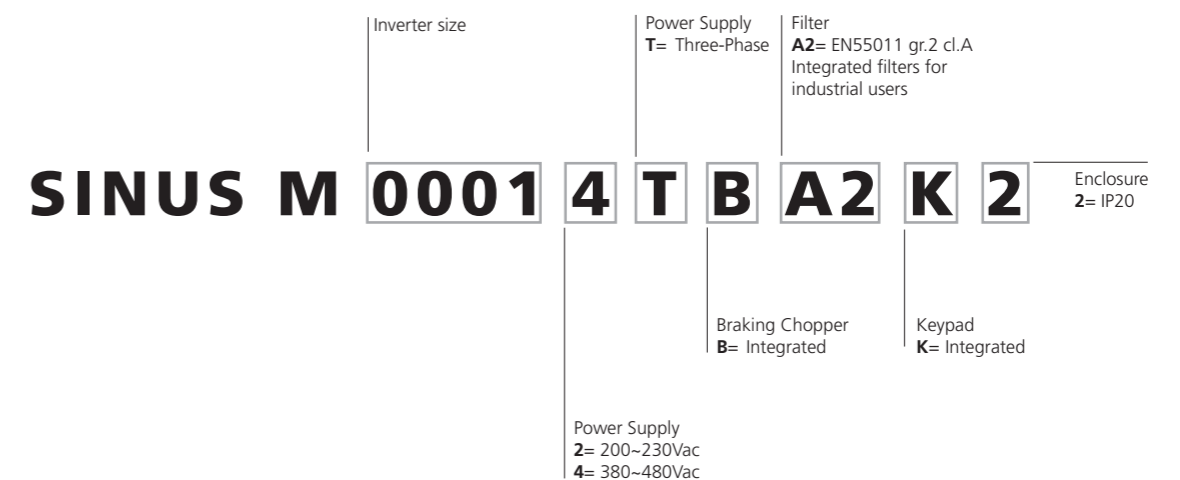 Inverter size
Power Supply
T= Three-Phase
Filter
A2= EN55011 gr.2 cl.A
Integrated filters for
industrial users
SINUS M 0001 4 T B A2 K 2
Enclosure
2= IP20
Braking Chopper
B= Integrated
Keypad
K= Integrated
Power Supply
2= 200~230Vac
4= 380~480Vac